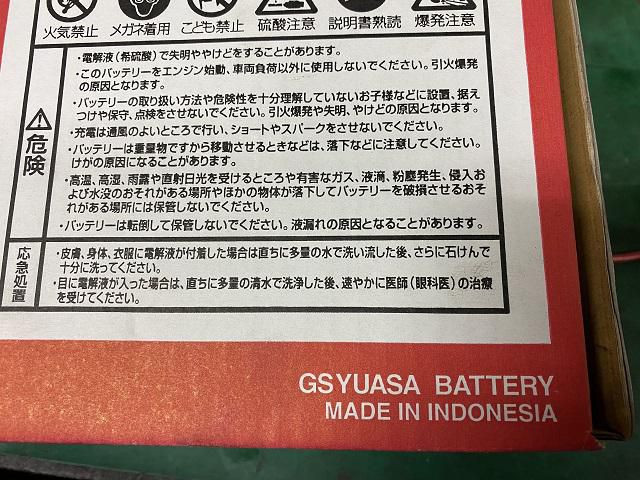 火気禁止 メガネ着用 こども禁止 硫酸注意 説明書熟読 爆発注意
危険
・電解液(希硫酸)で失明ややけどをすることがあります。
・このバッテリーをエンジン始動、車両負荷以外に使用しないでください。引火爆発
の原因となります。
・バッテリーの取り扱い方法や危険性を十分理解していないお子様などに設置、据え
つけや保守、点検をさせないでください。引火爆発や失明、やけどの原因となります。
・充電は通風のよいところで行い、ショートやスパークをさせないでください。
・バッテリーは重量物ですから移動させるときなどは、落下などに注意してください。
けがの原因になることがあります。
・高温、高湿、雨露や直射日光を受けるところや有害なガス、液滴、粉塵発生、侵入
および水没のおそれがある場所やほかの物体が落下してバッテリーを破損させるおそ
れがある場所には保管しないでください。
・バッテリーは転倒して保管しないでください。液漏れの原因となることがあります。
応急処置
・皮膚、身体、衣服に電解液が付着した場合は直ちに多量の水で洗い流した後、さらに石けんで
十分に洗ってください。
・目に電解液が入った場合は、直ちに多量の清水で洗浄した後、速やかに医師(眼科医)の治療
を受けてください。
GSYUASA BATTERY
MADE IN INDONESIA